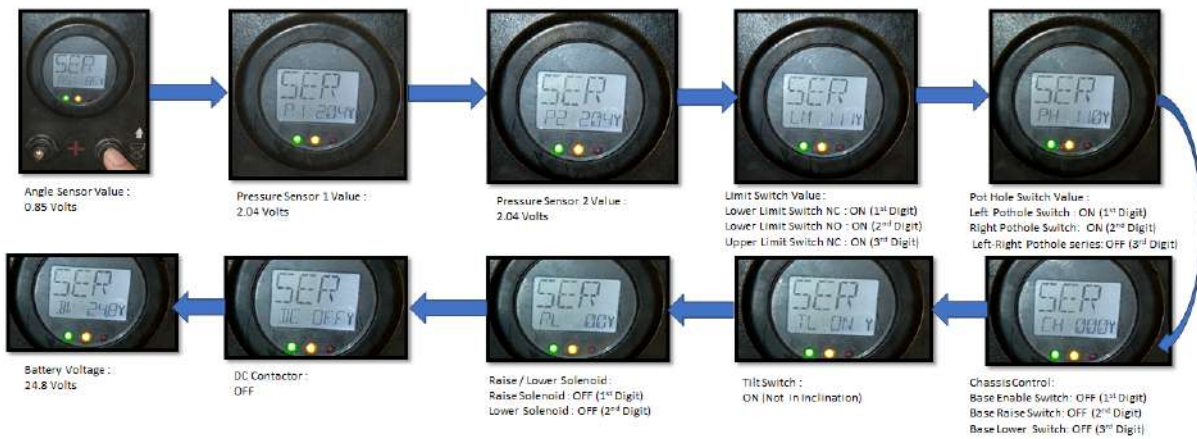 SER
SER
P1 2.04Y
SER
P2 2.04Y
SER
LM 111Y
SER
PH 110Y
Angle Sensor Value :
0.85 Volts
Pressure Sensor 1 Value :
2.04 Volts
Pressure Sensor 2 Value :
2.04 Volts
Limit Switch Value :
Lower Limit Switch NC : ON (1st Digit)
Lower Limit Switch NO : ON (2nd Digit)
Upper Limit Switch NC : ON (3rd Digit)
Pot Hole Switch Value :
Left Pothole Switch : ON (1st Digit)
Right Pothole Switch: ON (2nd Digit)
Left-Right Pothole series: OFF (3rd Digit)
SER
24.8Y
SER
DC OFFY
SER
RL 00Y
SER
TL ON Y
SER
CH 000Y
Battery Voltage :
24.8 Volts
DC Contactor :
OFF
Raise / Lower Solenoid :
Raise Solenoid : OFF (1st Digit)
Lower Solenoid : OFF (2nd Digit)
Tilt Switch :
ON (Not In Inclination)
Chassis Control :
Base Enable Switch: OFF (1st Digit)
Base Raise Switch: OFF (2nd Digit)
Base Lower Switch: OFF (3rd Digit)